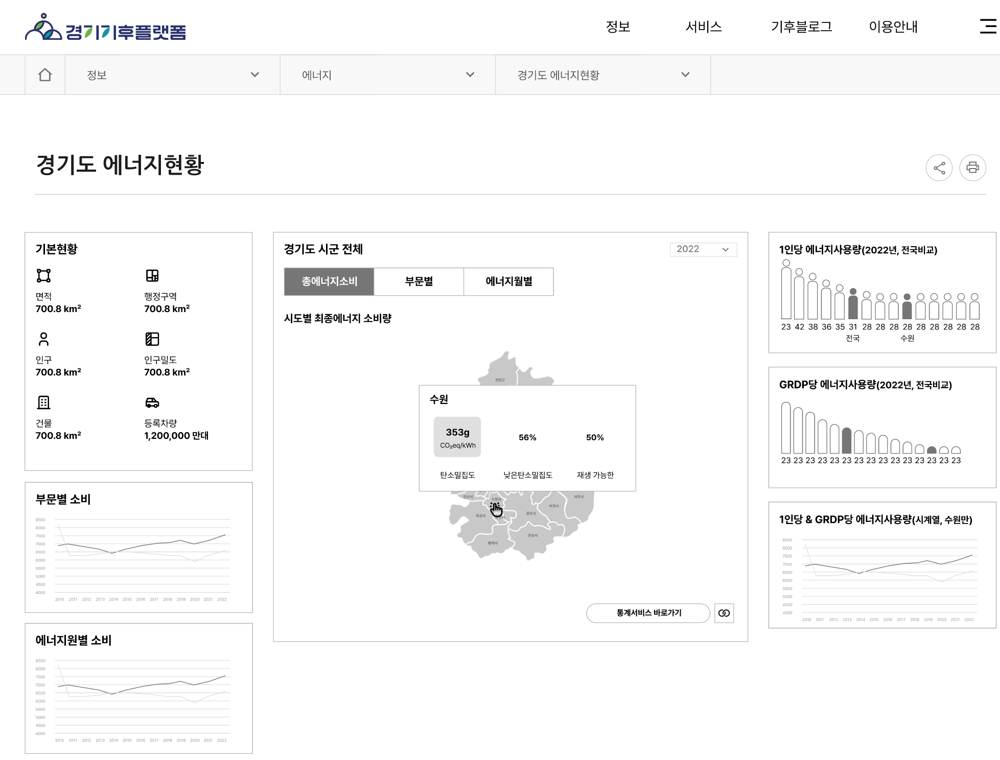 경기기후플랫폼
정보 서비스 기후블로그 이용안내
정보 에너지 경기도 에너지현황
경기도 에너지현황
기본현황
면적 행정구역
700.8 km² 700.8 km²
인구 인구밀도
700.8 km² 700.8 km²
건물 등록차량
700.8 km² 1,200,000 만대
부문별 소비
8500
8000
7500
7000
6500
6000
5500
5000
4500
4000
2010 2011 2012 2013 2014 2015 2016 2017 2018 2019 2020 2021 2022
에너지원별 소비
8500
8000
7500
7000
6500
6000
5500
5000
4500
4000
2010 2011 2012 2013 2014 2015 2016 2017 2018 2019 2020 2021 2022
경기도 시군 전체 2022
총에너지소비 부문별 에너지월별
시도별 최종에너지 소비량
연천군
수원
353g
CO₂eq/kWh 56% 50%
탄소밀집도 낮은탄소밀집도 재생 가능한
안산시 수원시 여주시
화성시 용인시 이천시
안성시
평택시
통계서비스 바로가기
1인당 에너지사용량(2022년, 전국비교)
23 42 38 36 35 31 28 28 28 28 28 28 28 28 28
전국 수원
GRDP당 에너지사용량(2022년, 전국비교)
23 23 23 23 23 23 23 23 23 23 23 23 23 23 23
1인당 & GRDP당 에너지사용량(시계열, 수원만)
8500
8000
7500
7000
6500
6000
5500
5000
4500
4000
2010 2011 2012 2013 2014 2015 2016 2017 2018 2019 2020 2021 2022